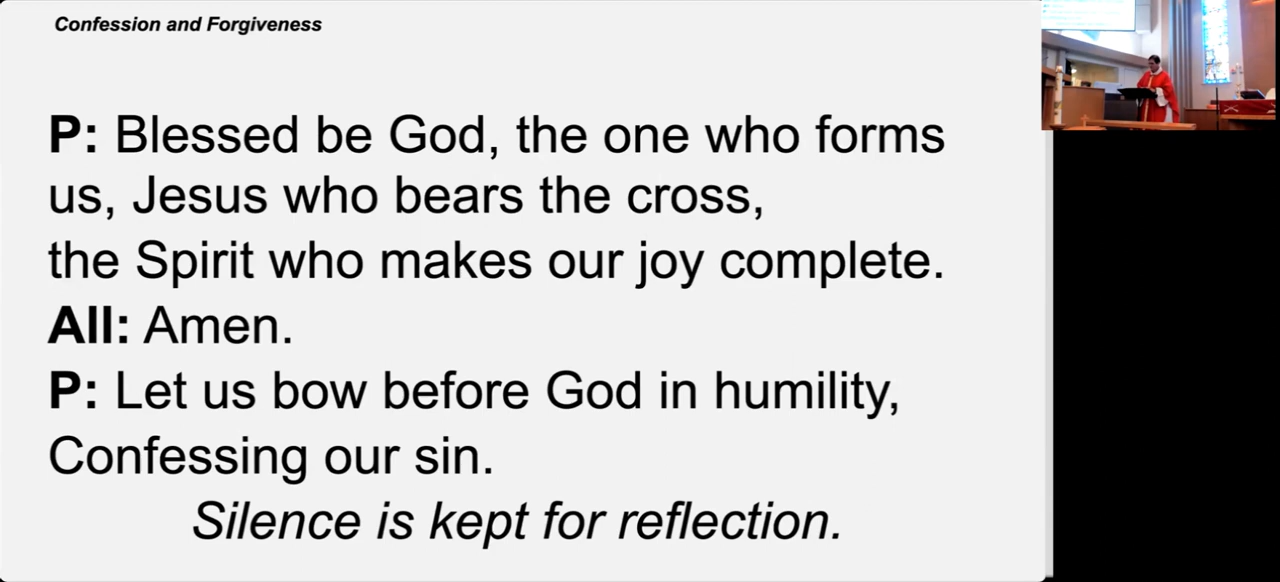 Confession and Forgiveness
P: Blessed be God, the one who forms
us, Jesus who bears the cross,
the Spirit who makes our joy complete.
All: Amen.
P: Let us bow before God in humility,
Confessing our sin.
Silence is kept for reflection.